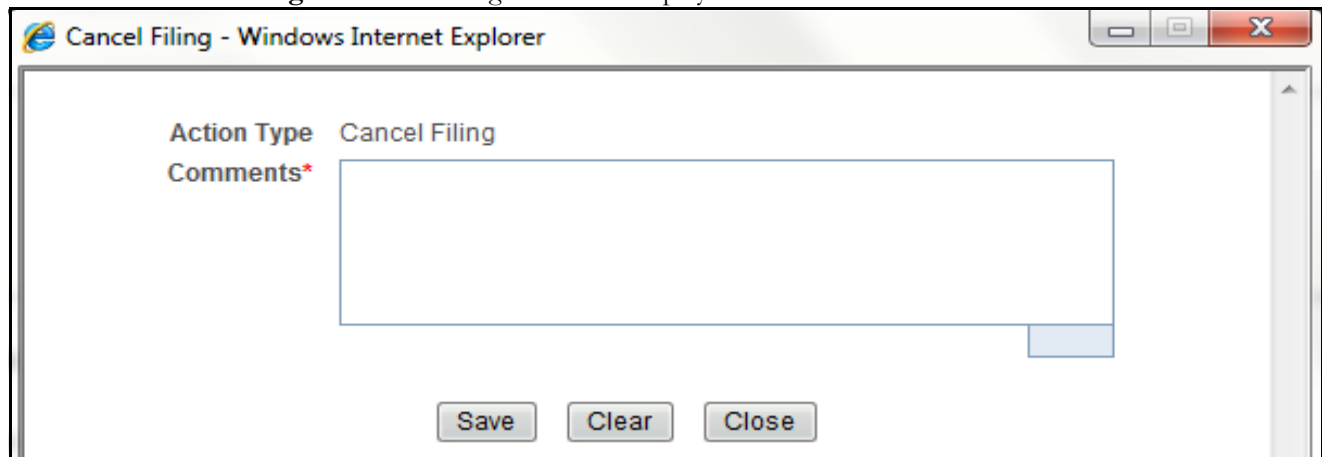 Cancel Filing - Windows Internet Explorer
Action Type Cancel Filing
Comments*
Save Clear Close